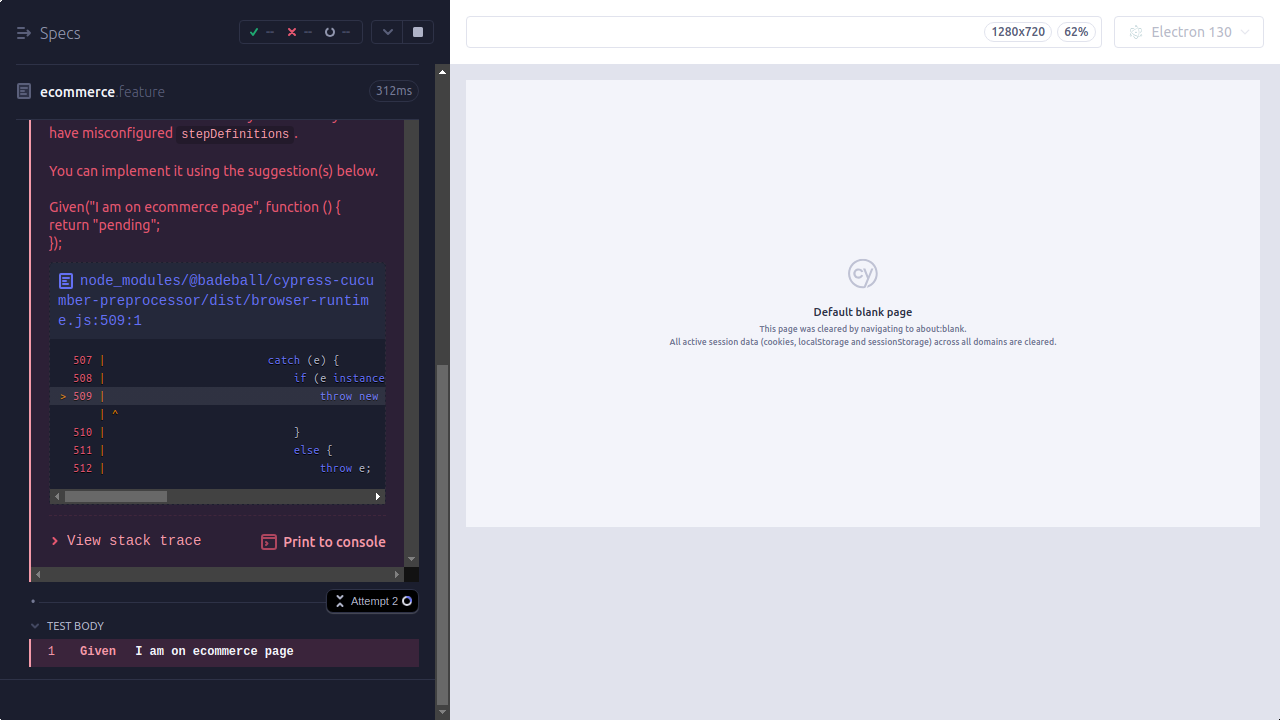 Specs
--
--
--
1280x720
62%
Electron 130
ecommerce.feature
312ms
have misconfigured stepDefinitions.
You can implement it using the suggestion(s) below.
Given("I am on ecommerce page", function () {
return "pending";
});
node_modules/@badeball/cypress-cucu
mber-preprocessor/dist/browser-runtim
e.js:509:1
507 | catch (e) {
508 | if (e instance
> 509 | throw new
| ^
510 | }
511 | else {
512 | throw e;
View stack trace
Print to console
Attempt 2
TEST BODY
1 Given I am on ecommerce page
cy
Default blank page
This page was cleared by navigating to about:blank.
All active session data (cookies, localStorage and sessionStorage) across all domains are cleared.